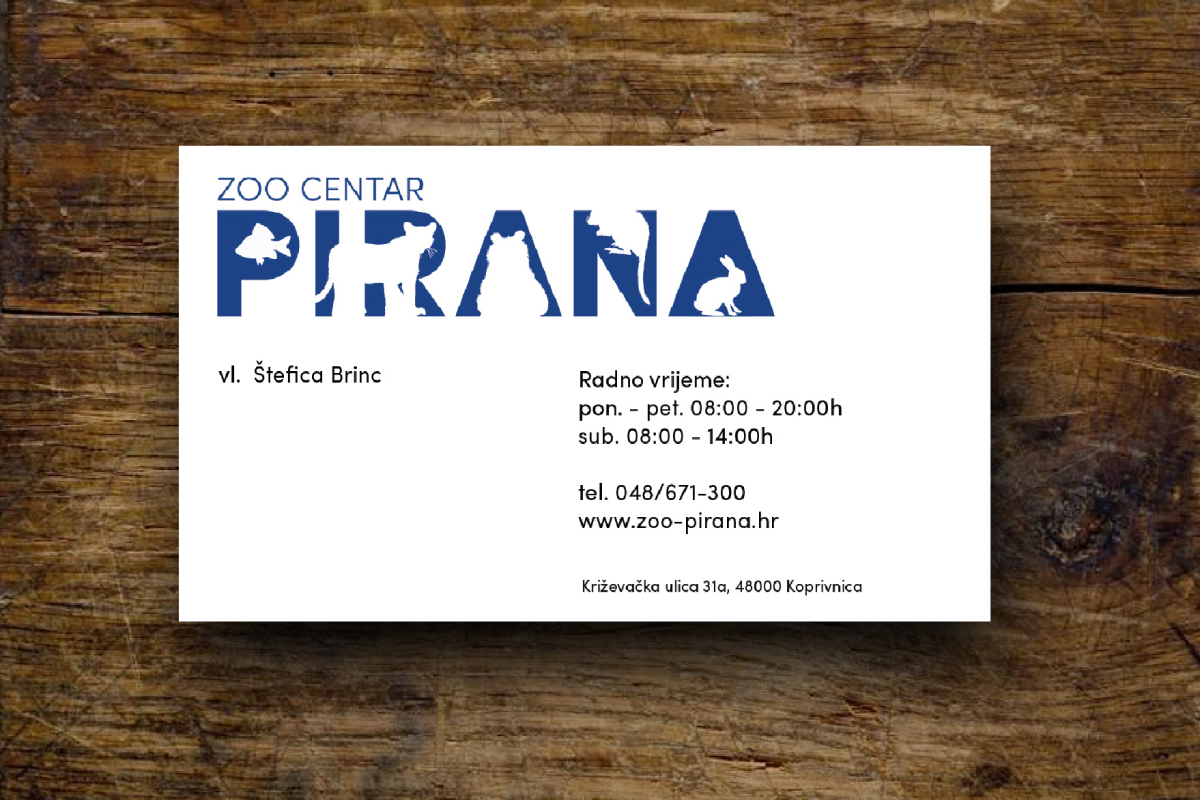 ZOO CENTAR
PIRANA
vl. Štefica Brinc
Radno vrijeme:
pon. - pet. 08:00 - 20:00h
sub. 08:00 - 14:00h
tel. 048/671-300
www.zoo-pirana.hr
Križevačka ulica 31a, 48000 Koprivnica